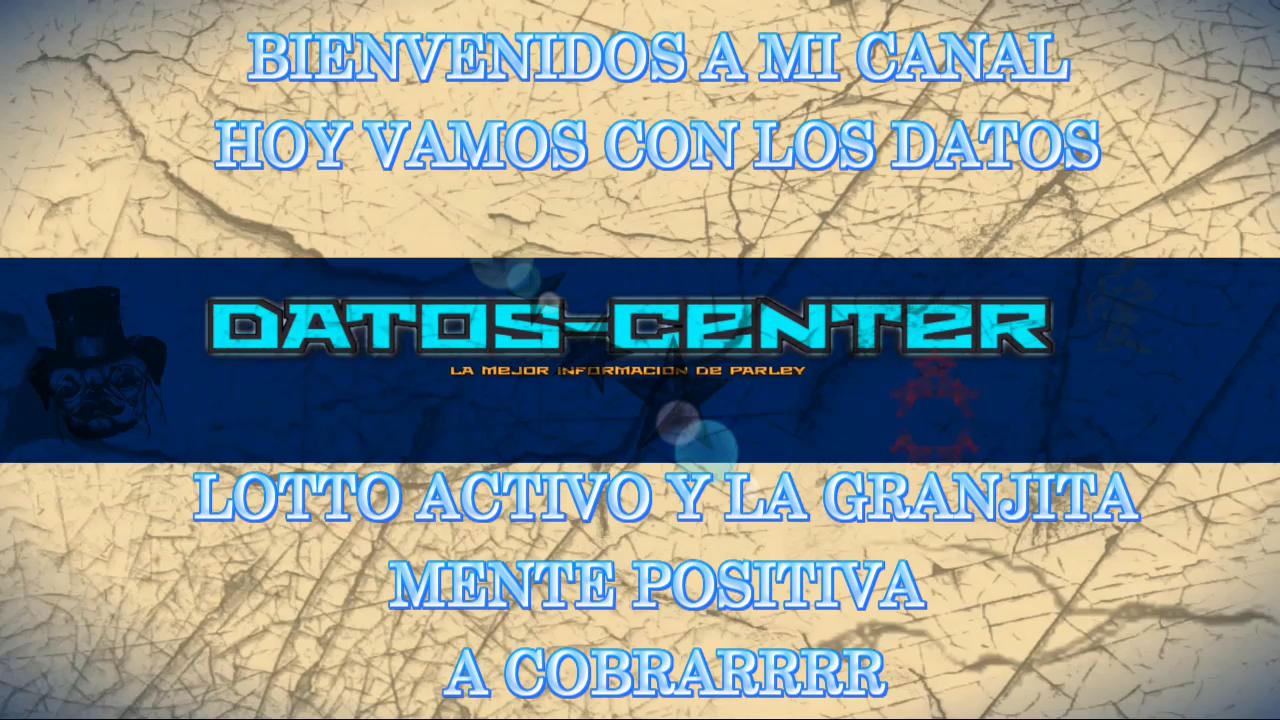 BIENVENIDOS A MI CANAL
HOY VAMOS CON LOS DATOS
DATOS-CENTER
LA MEJOR INFORMACION DE PARLEY
LOTTO ACTIVO Y LA GRANJITA
MENTE POSITIVA
A COBRARRRR